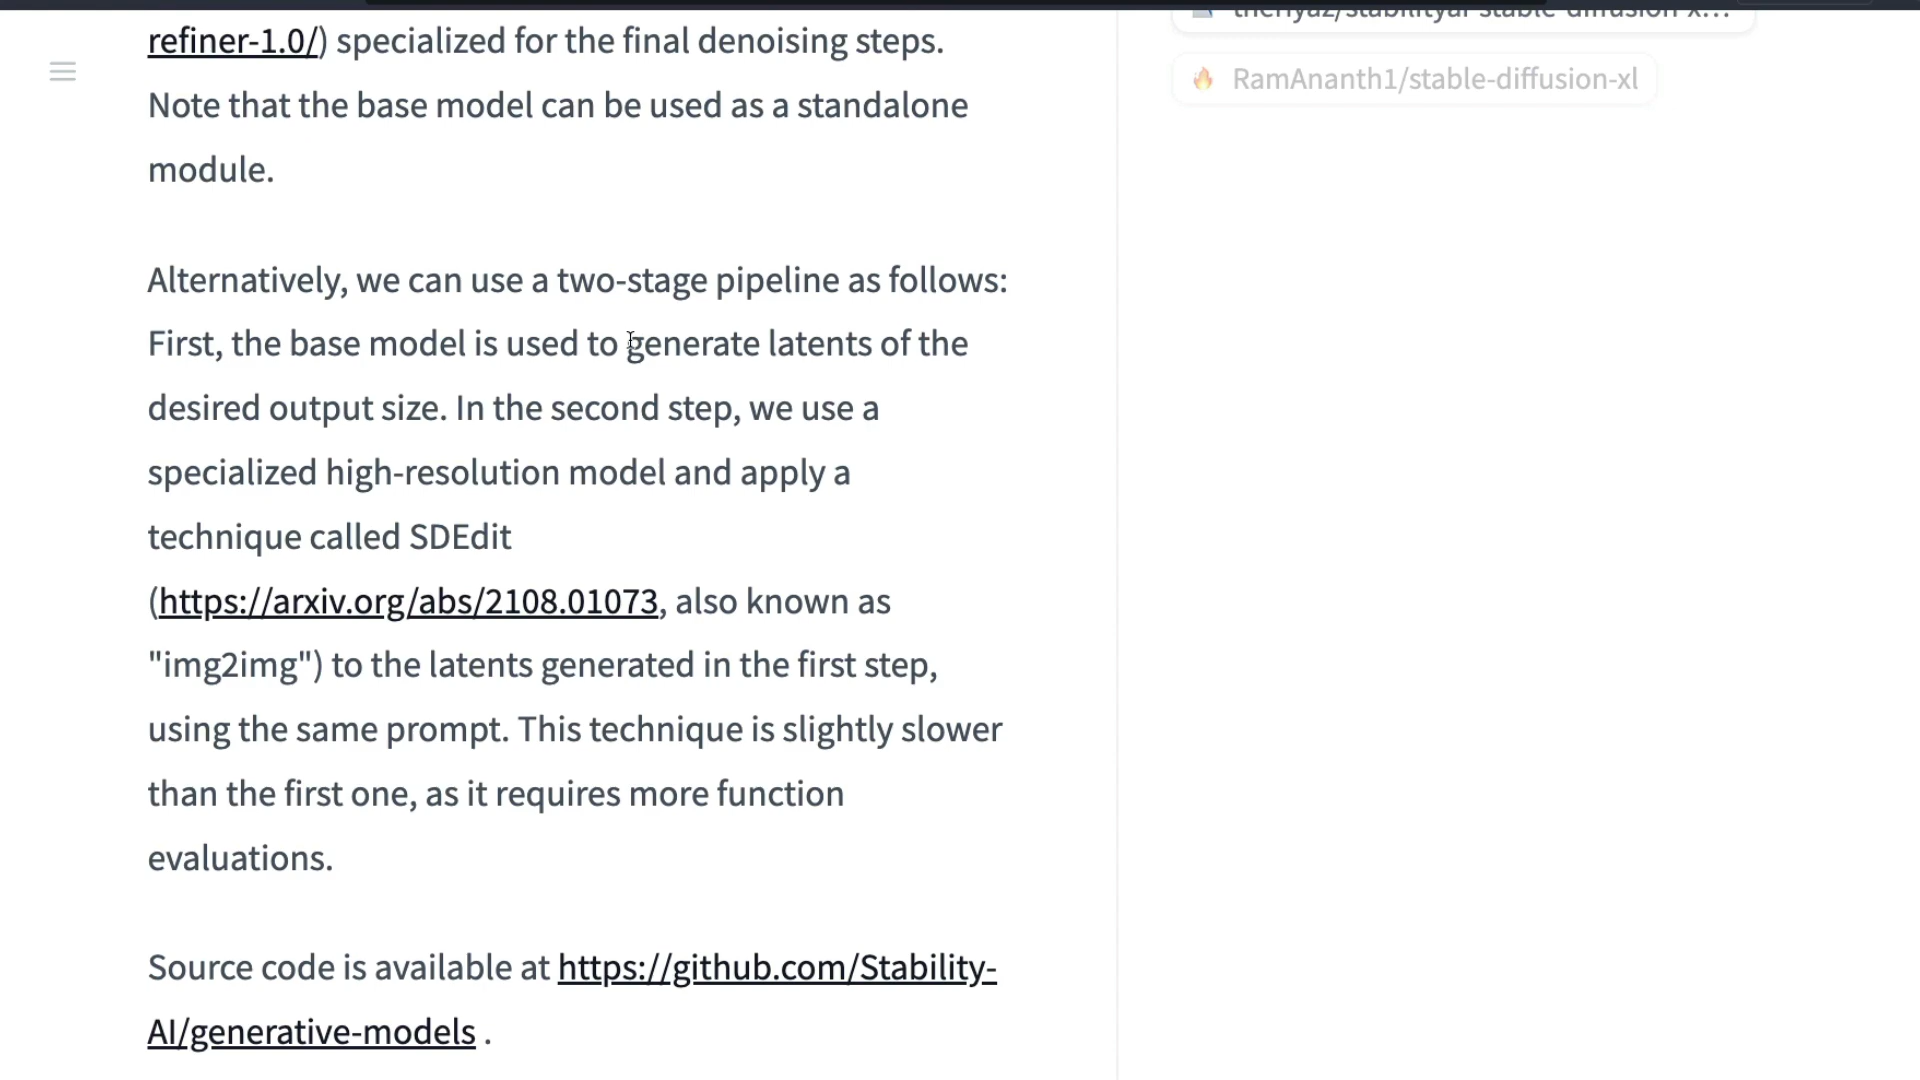 refiner-1.0/) specialized for the final denoising steps.
Note that the base model can be used as a standalone
module.
Alternatively, we can use a two-stage pipeline as follows:
First, the base model is used to generate latents of the
desired output size. In the second step, we use a
specialized high-resolution model and apply a
technique called SDEdit
(https://arxiv.org/abs/2108.01073, also known as
"img2img") to the latents generated in the first step,
using the same prompt. This technique is slightly slower
than the first one, as it requires more function
evaluations.
Source code is available at https://github.com/Stability-
AI/generative-models .
theriyaz/stabilityai-stable-diffusion-x...
RamAnanth1/stable-diffusion-xl